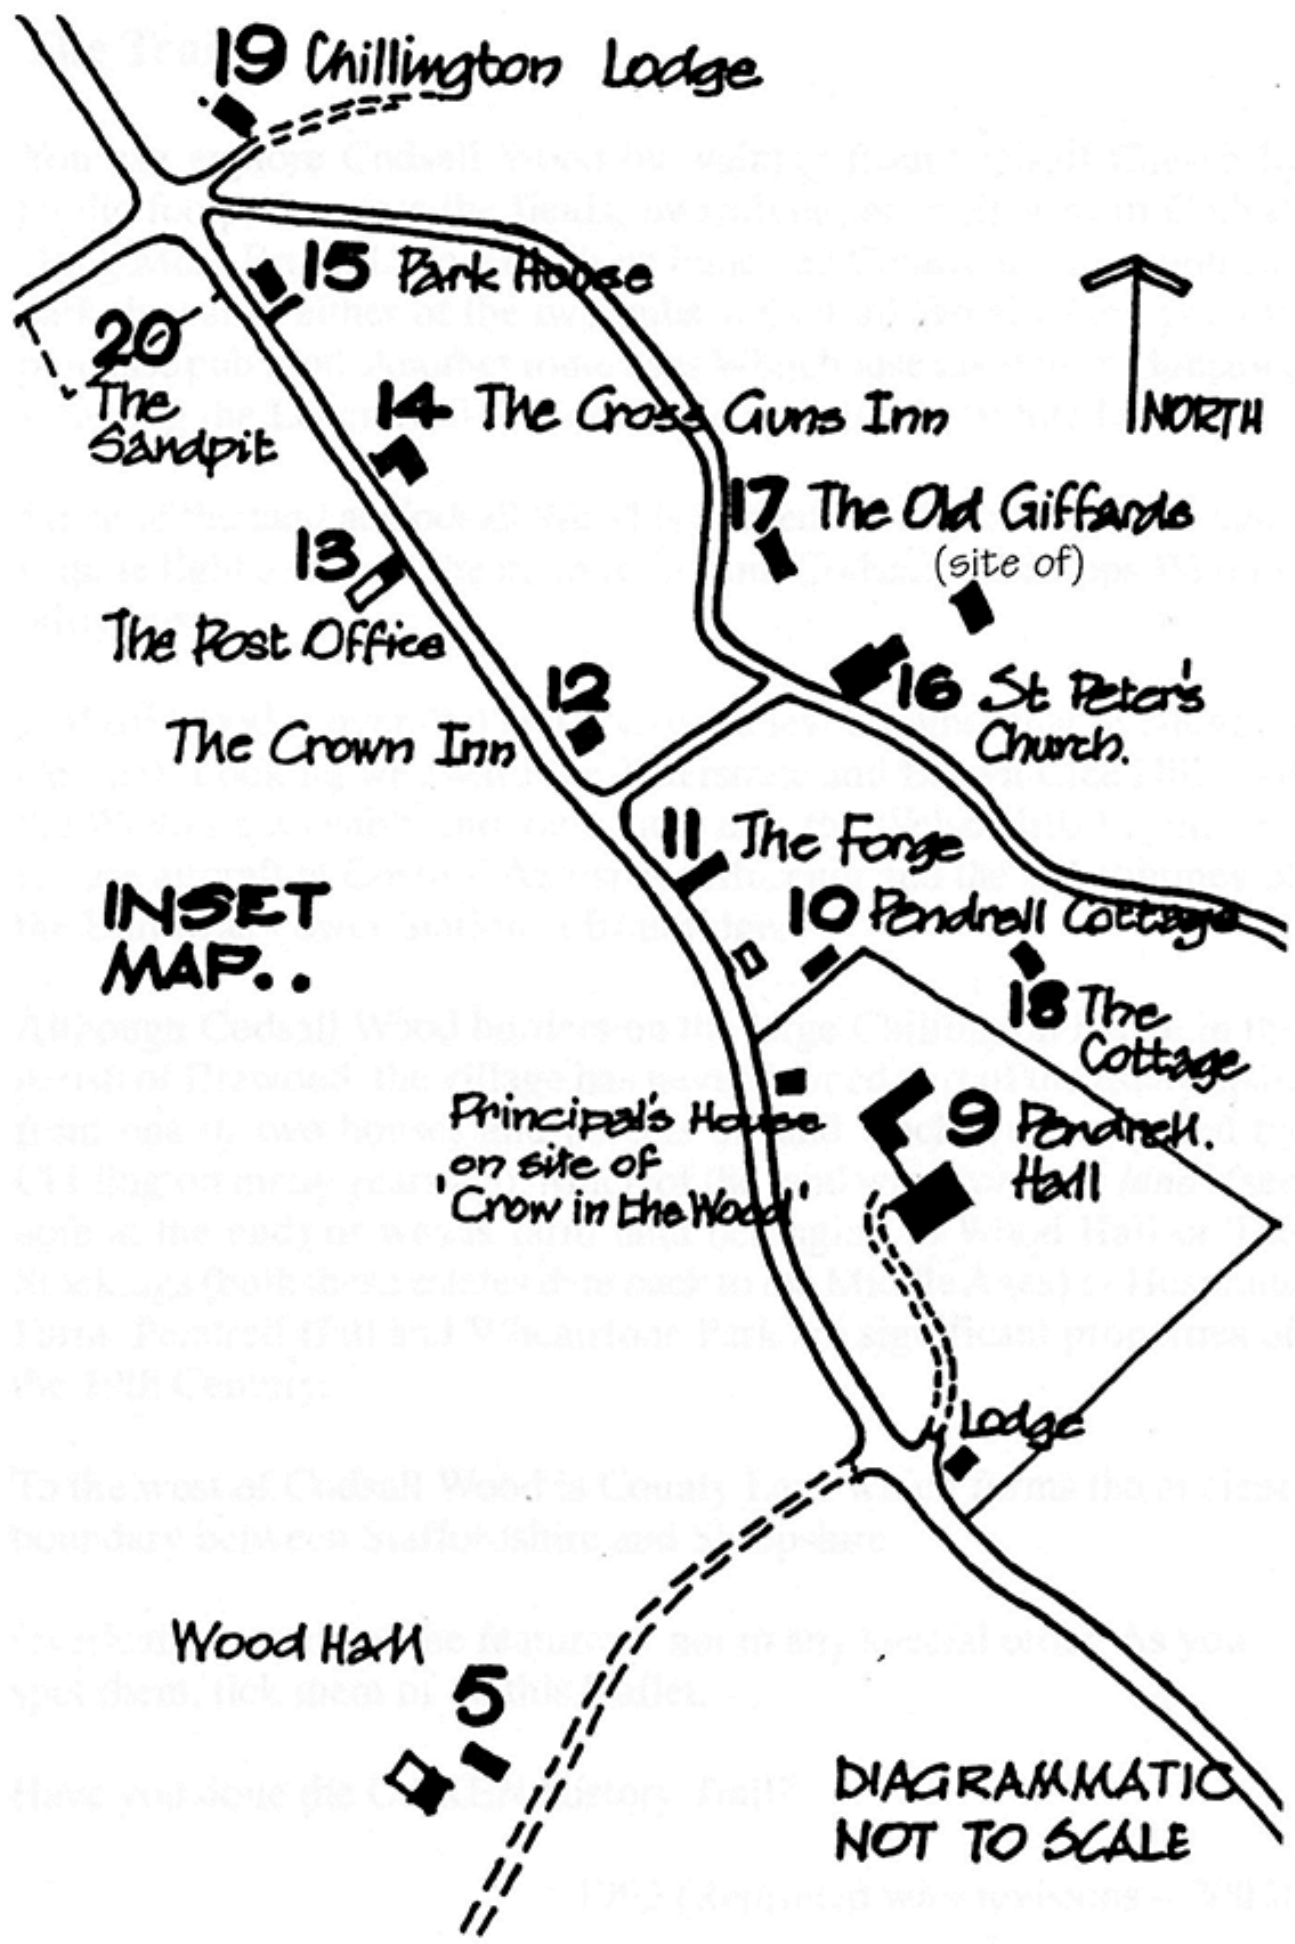 19 Chillington Lodge
15 Park House
20
The
Sandpit
14 The Cross Guns Inn
NORTH
17 The Old Giffards
(site of)
13
The Post Office
16 St Peter's
Church.
12
The Crown Inn
11 The Forge
INSET
MAP..
10 Pendrell Cottage
18 The
Cottage
Principal's House
on site of
'Crow in the Wood'
9 Pendrell.
Hall
Lodge
Wood Hall
5
DIAGRAMMATIC
NOT TO SCALE